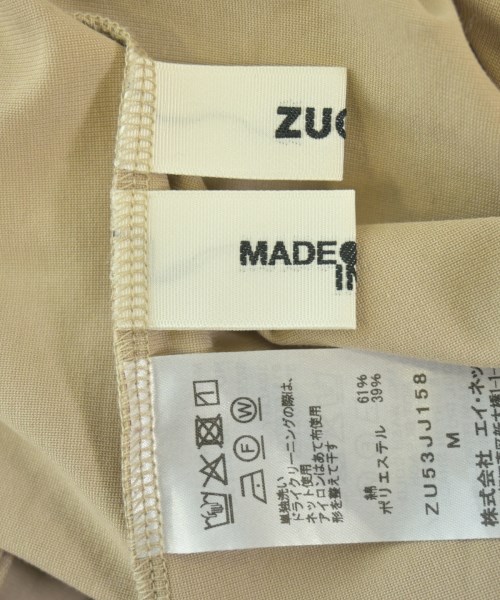 ZUC
MADE
IN
単独洗い
ドライクリーニングの際は、
ネット使用
アイロンはあて布使用
形を整えて干す
綿 61%
ポリエステル 39%
ZU53JJ158
M
株式会社 エイ・ネッ